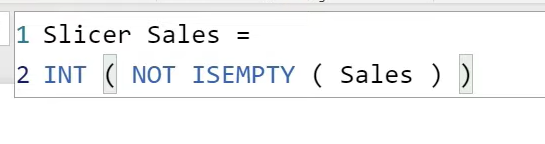 1 Slicer Sales =
2 INT ( NOT ISEMPTY ( Sales ) )